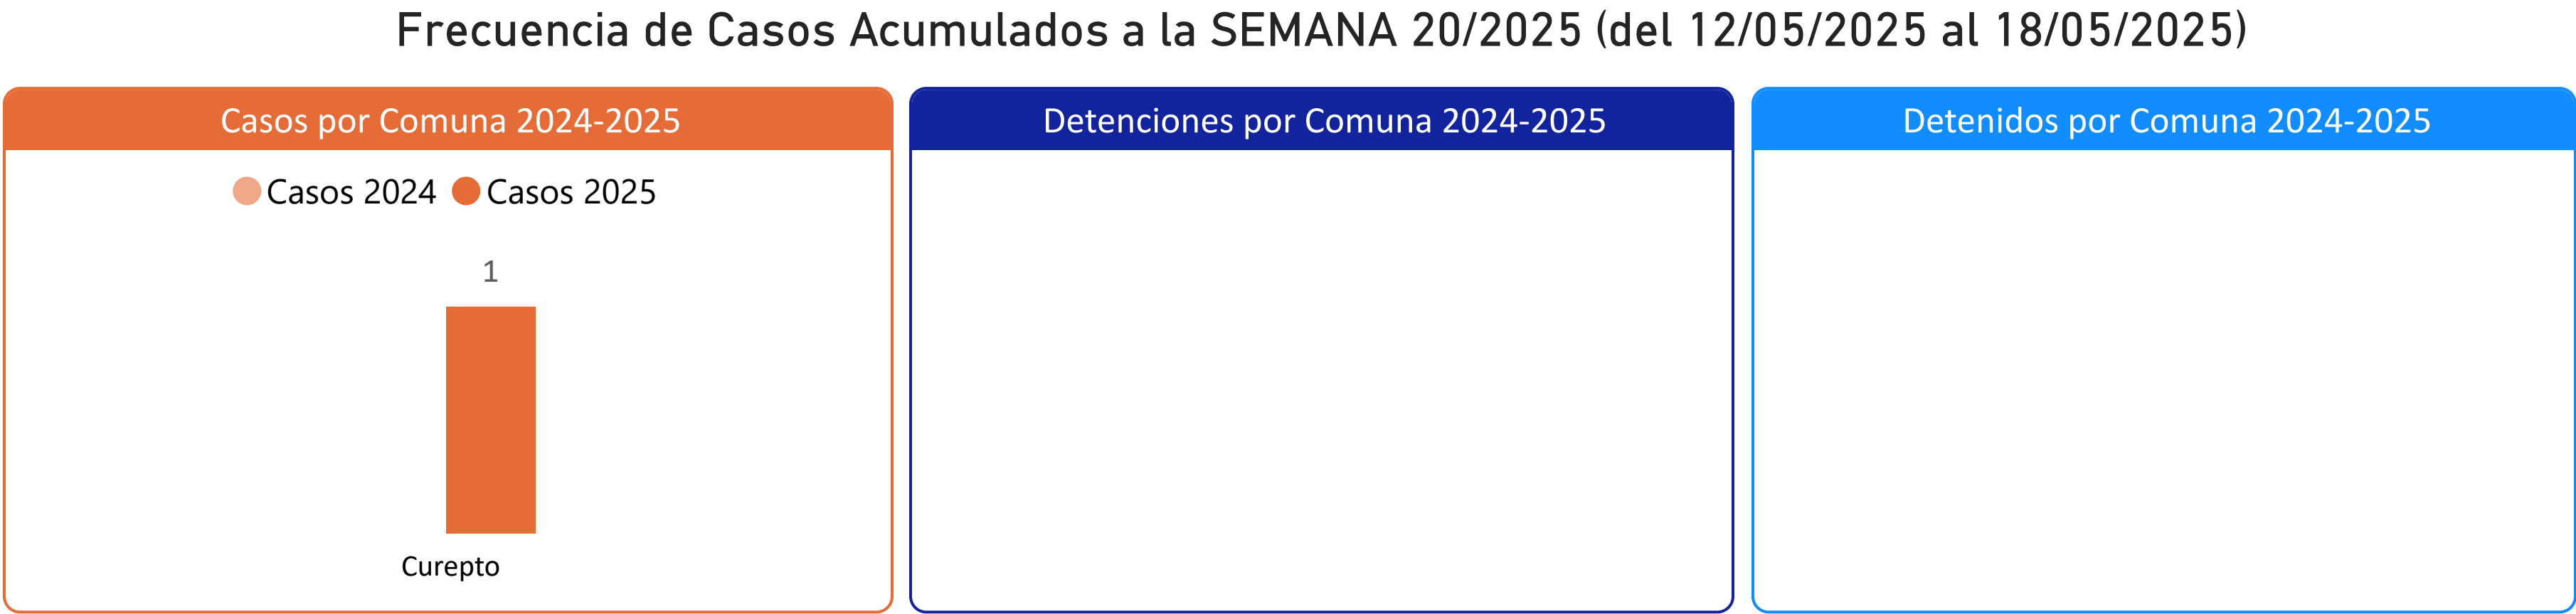 Frecuencia de Casos Acumulados a la SEMANA 20/2025 (del 12/05/2025 al 18/05/2025)
Casos por Comuna 2024-2025
Casos 2024 Casos 2025
1
Curepto
Detenciones por Comuna 2024-2025
Detenidos por Comuna 2024-2025